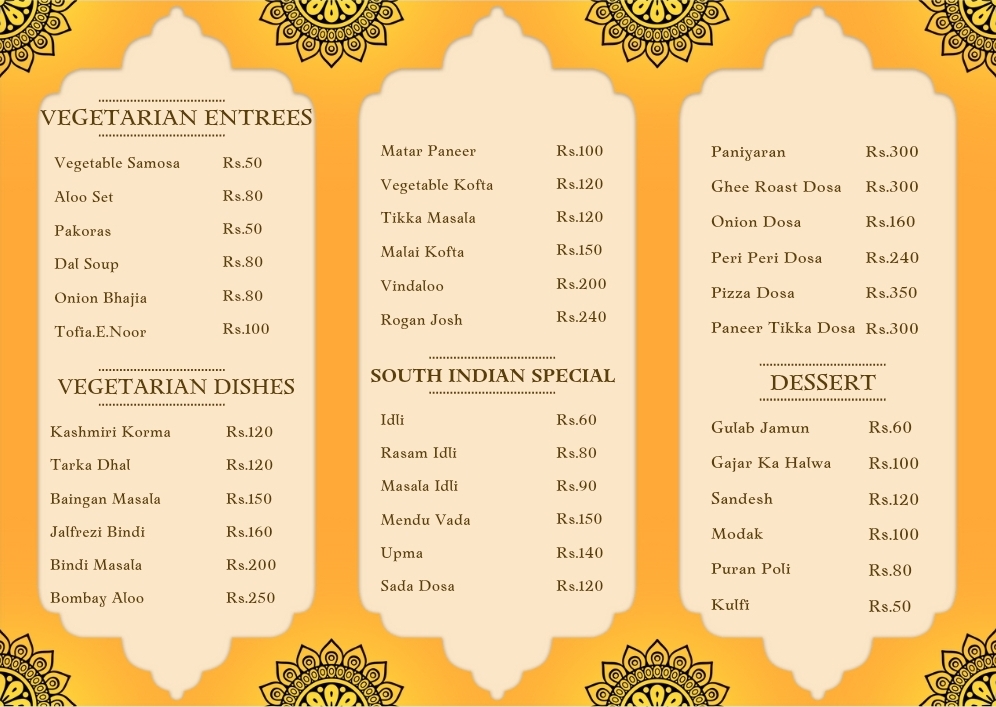 VEGETARIAN ENTREES
Vegetable Samosa Rs.50
Aloo Set Rs.80
Pakoras Rs.50
Dal Soup Rs.80
Onion Bhajia Rs.80
Tofia.E.Noor Rs.100
VEGETARIAN DISHES
Kashmiri Korma Rs.120
Tarka Dhal Rs.120
Baingan Masala Rs.150
Jalfrezi Bindi Rs.160
Bindi Masala Rs.200
Bombay Aloo Rs.250
Matar Paneer Rs.100
Vegetable Kofta Rs.120
Tikka Masala Rs.120
Malai Kofta Rs.150
Vindaloo Rs.200
Rogan Josh Rs.240
SOUTH INDIAN SPECIAL
Idli Rs.60
Rasam Idli Rs.80
Masala Idli Rs.90
Mendu Vada Rs.150
Upma Rs.140
Sada Dosa Rs.120
Paniyaran Rs.300
Ghee Roast Dosa Rs.300
Onion Dosa Rs.160
Peri Peri Dosa Rs.240
Pizza Dosa Rs.350
Paneer Tikka Dosa Rs.300
DESSERT
Gulab Jamun Rs.60
Gajar Ka Halwa Rs.100
Sandesh Rs.120
Modak Rs.100
Puran Poli Rs.80
Kulfi Rs.50